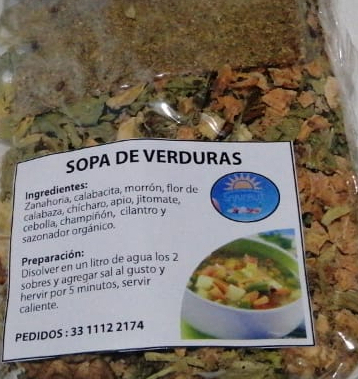 SOPA DE VERDURAS
Ingredientes:
Zanahoria, calabacita, morrón, flor de
calabaza, chicharo, apio, jitomate,
cebolla, champiñón, cilantro y
sazonador orgánico.
Preparación:
Disolver en un litro de agua los 2
sobres y agregar sal al gusto y
hervir por 5 minutos, servir
caliente.
PEDIDOS : 33 1112 2174